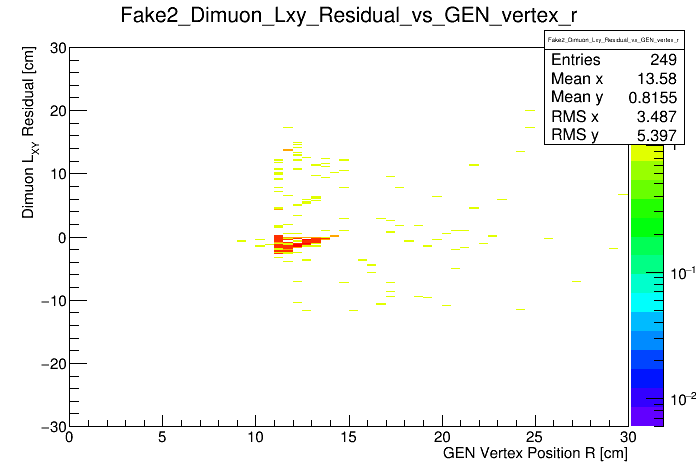 Fake2_Dimuon_Lxy_Residual_vs_GEN_vertex_r
Fake2_Dimuon_Lxy_Residual_vs_GEN_vertex_r
Entries 249
Mean x 13.58
Mean y 0.8155
RMS x 3.487
RMS y 5.397
Dimuon LXY Residual [cm]
30
20
10
0
−10
−20
−30
0 5 10 15 20 25 30
GEN Vertex Position R [cm]
10−1
10−2